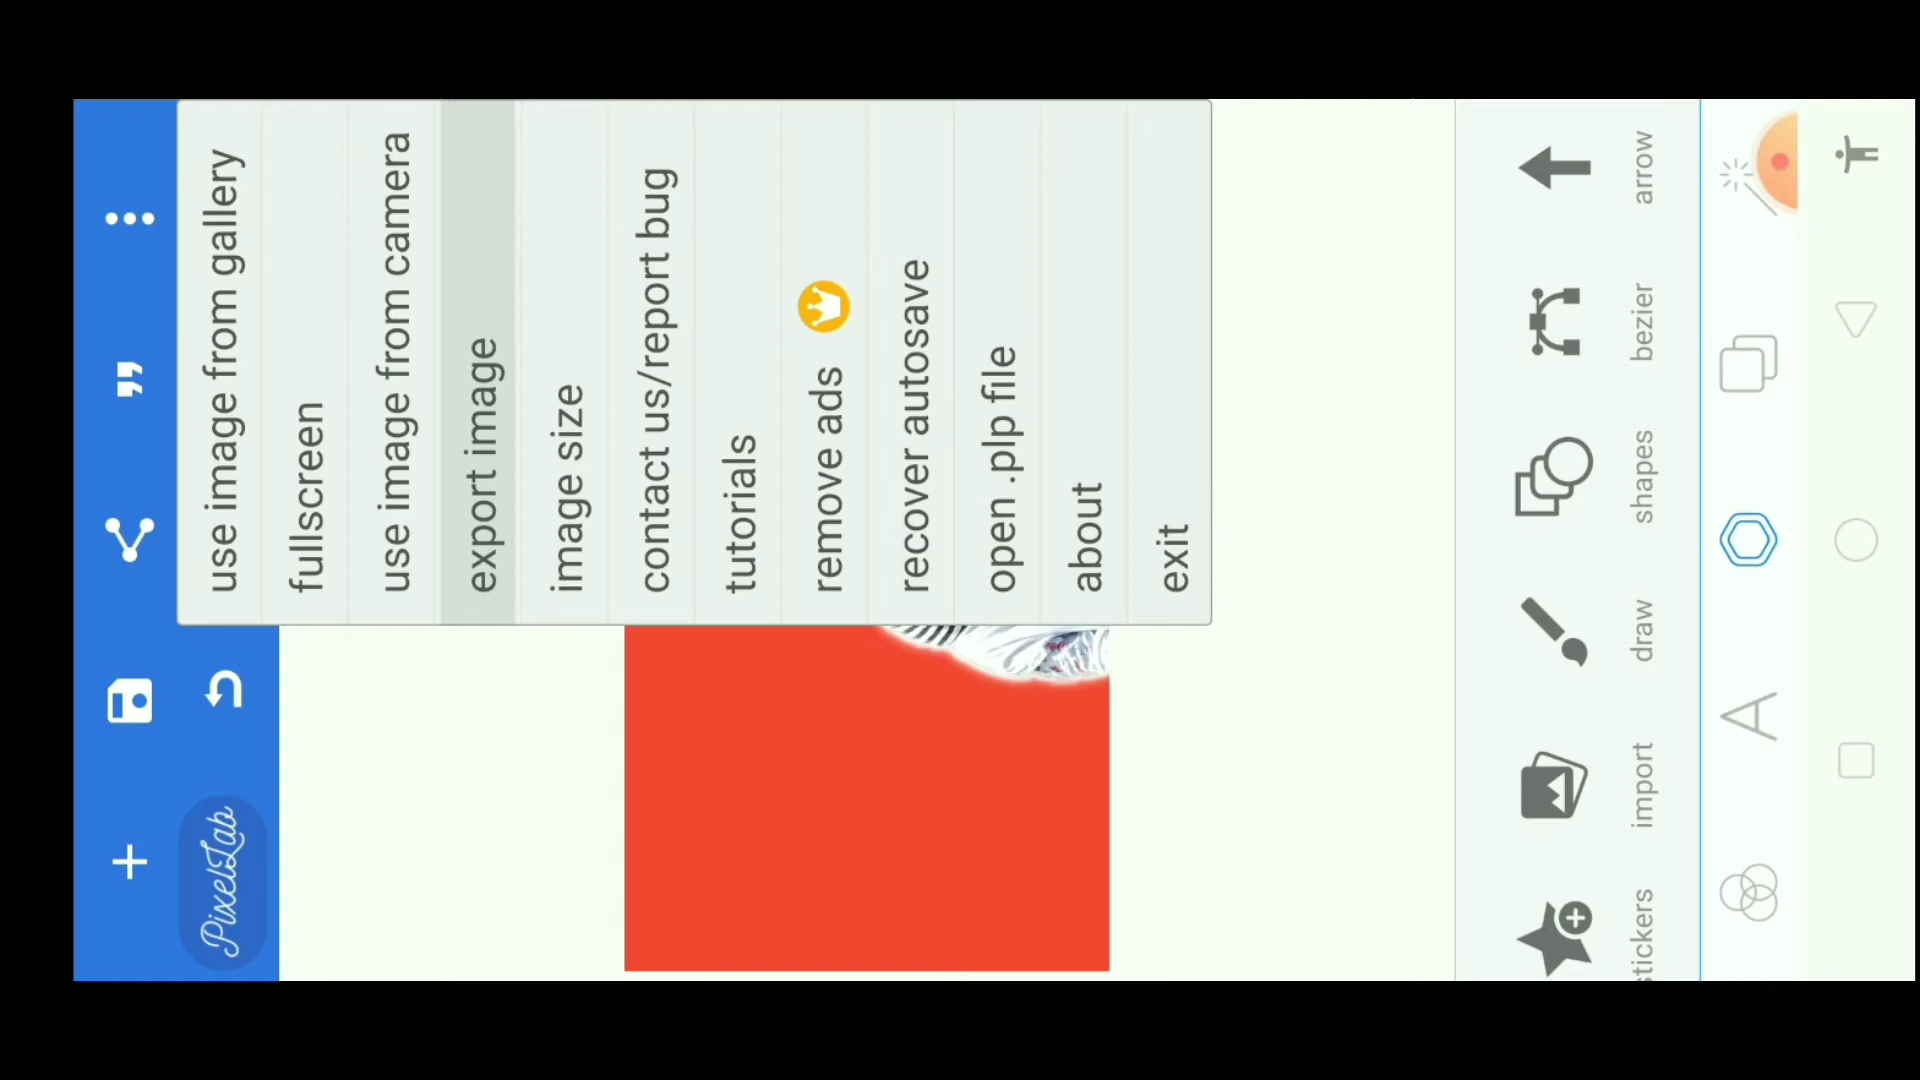 PixelLab
use image from gallery
fullscreen
use image from camera
export image
image size
contact us/report bug
tutorials
remove ads
recover autosave
open .plp file
about
exit
stickers
import
draw
shapes
bezier
arrow